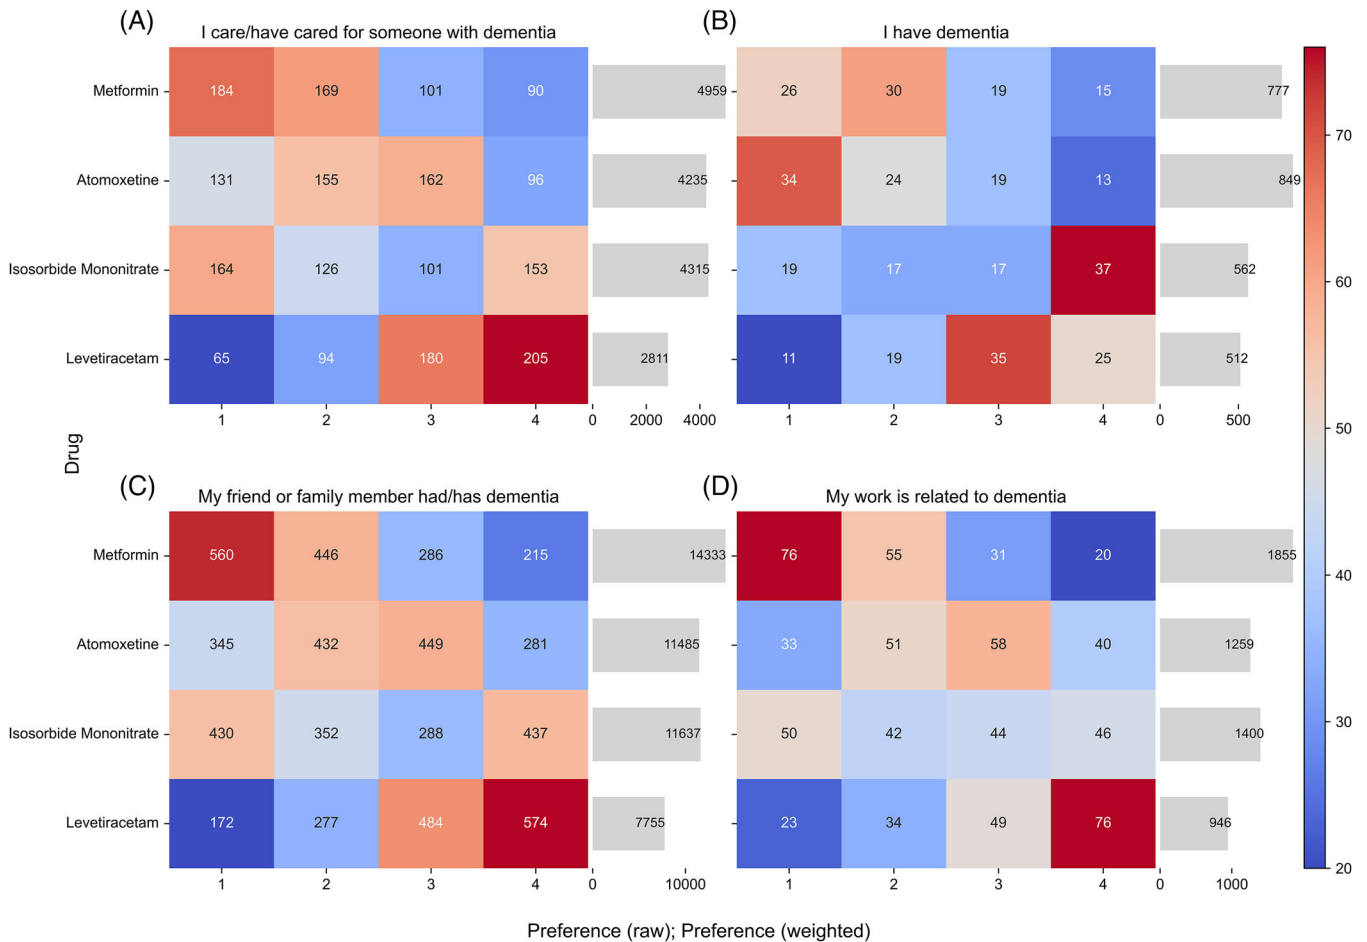 (A)
I care/have cared for someone with dementia
Metformin 184 169 101 90 4959
Atomoxetine 131 155 162 96 4235
Isosorbide Mononitrate 164 126 101 153 4315
Levetiracetam 65 94 180 205 2811
1 2 3 4 0 2000 4000
(B)
I have dementia
26 30 19 15 777
34 24 19 13 849
19 17 17 37 562
11 19 35 25 512
1 2 3 4 0 500
Drug
(C)
My friend or family member had/has dementia
Metformin 560 446 286 215 14333
Atomoxetine 345 432 449 281 11485
Isosorbide Mononitrate 430 352 288 437 11637
Levetiracetam 172 277 484 574 7755
1 2 3 4 0 10000
(D)
My work is related to dementia
76 55 31 20 1855
33 51 58 40 1259
50 42 44 46 1400
23 34 49 76 946
1 2 3 4 0 1000
70
60
50
40
30
20
Preference (raw); Preference (weighted)